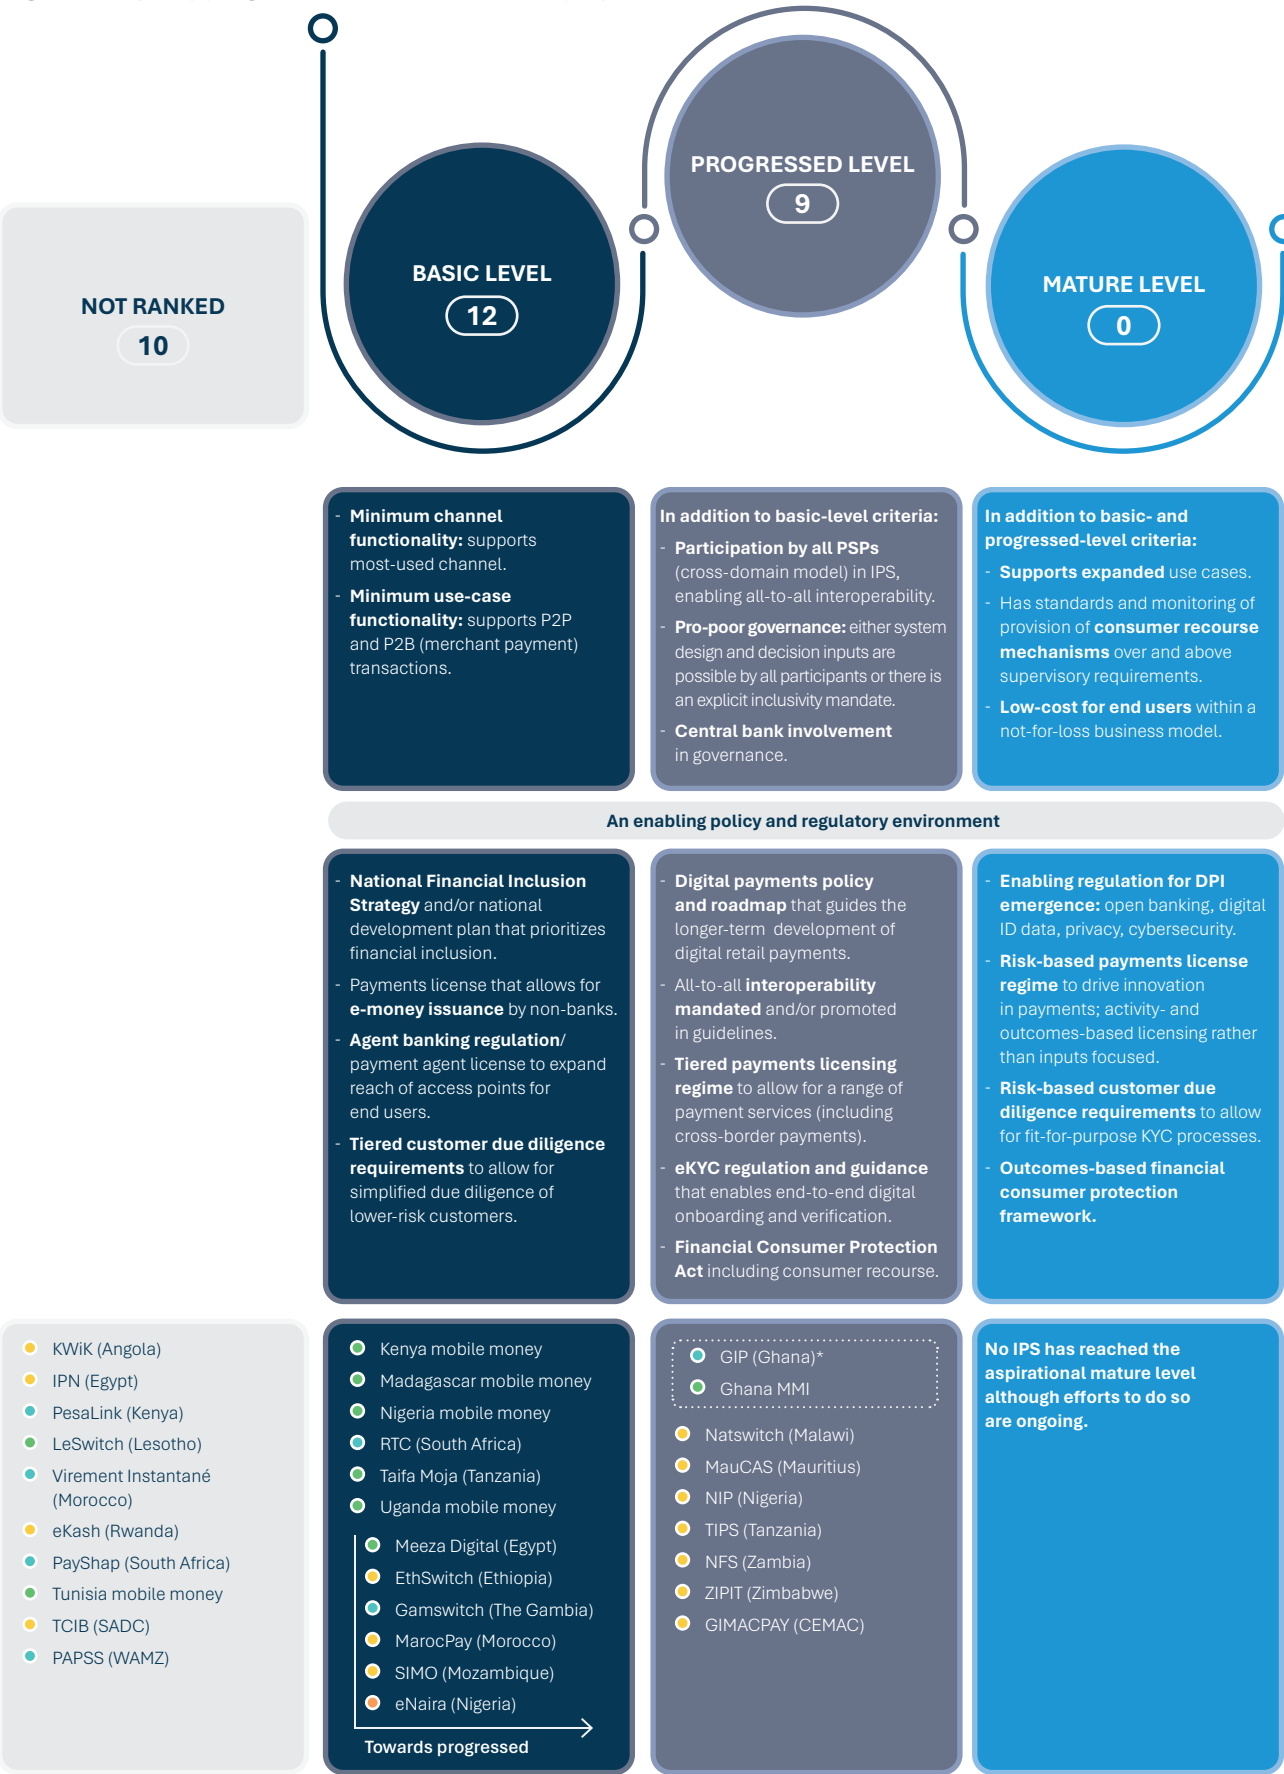 NOT RANKED
10
BASIC LEVEL
12
PROGRESSED LEVEL
9
MATURE LEVEL
0
- Minimum channel
functionality: supports
most-used channel.
- Minimum use-case
functionality: supports P2P
and P2B (merchant payment)
transactions.
In addition to basic-level criteria:
- Participation by all PSPs
(cross-domain model) in IPS,
enabling all-to-all interoperability.
- Pro-poor governance: either system
design and decision inputs are
possible by all participants or there is
an explicit inclusivity mandate.
- Central bank involvement
in governance.
In addition to basic- and
progressed-level criteria:
- Supports expanded use cases.
- Has standards and monitoring of
provision of consumer recourse
mechanisms over and above
supervisory requirements.
- Low-cost for end users within a
not-for-loss business model.
An enabling policy and regulatory environment
- National Financial Inclusion
Strategy and/or national
development plan that prioritizes
financial inclusion.
- Payments license that allows for
e-money issuance by non-banks.
- Agent banking regulation/
payment agent license to expand
reach of access points for
end users.
- Tiered customer due diligence
requirements to allow for
simplified due diligence of
lower-risk customers.
- Digital payments policy
and roadmap that guides the
longer-term development of
digital retail payments.
- All-to-all interoperability
mandated and/or promoted
in guidelines.
- Tiered payments licensing
regime to allow for a range of
payment services (including
cross-border payments).
- eKYC regulation and guidance
that enables end-to-end digital
onboarding and verification.
- Financial Consumer Protection
Act including consumer recourse.
- Enabling regulation for DPI
emergence: open banking, digital
ID data, privacy, cybersecurity.
- Risk-based payments license
regime to drive innovation
in payments; activity- and
outcomes-based licensing rather
than inputs focused.
- Risk-based customer due
diligence requirements to allow
for fit-for-purpose KYC processes.
- Outcomes-based financial
consumer protection
framework.
KWiK (Angola)
IPN (Egypt)
PesaLink (Kenya)
LeSwitch (Lesotho)
Virement Instantané
(Morocco)
eKash (Rwanda)
PayShap (South Africa)
Tunisia mobile money
TCIB (SADC)
PAPSS (WAMZ)
Kenya mobile money
Madagascar mobile money
Nigeria mobile money
RTC (South Africa)
Taifa Moja (Tanzania)
Uganda mobile money
Meeza Digital (Egypt)
EthSwitch (Ethiopia)
Gamswitch (The Gambia)
MarocPay (Morocco)
SIMO (Mozambique)
eNaira (Nigeria)
Towards progressed
GIP (Ghana)*
Ghana MMI
Natswitch (Malawi)
MauCAS (Mauritius)
NIP (Nigeria)
TIPS (Tanzania)
NFS (Zambia)
ZIPIT (Zimbabwe)
GIMACPAY (CEMAC)
No IPS has reached the
aspirational mature level
although efforts to do so
are ongoing.